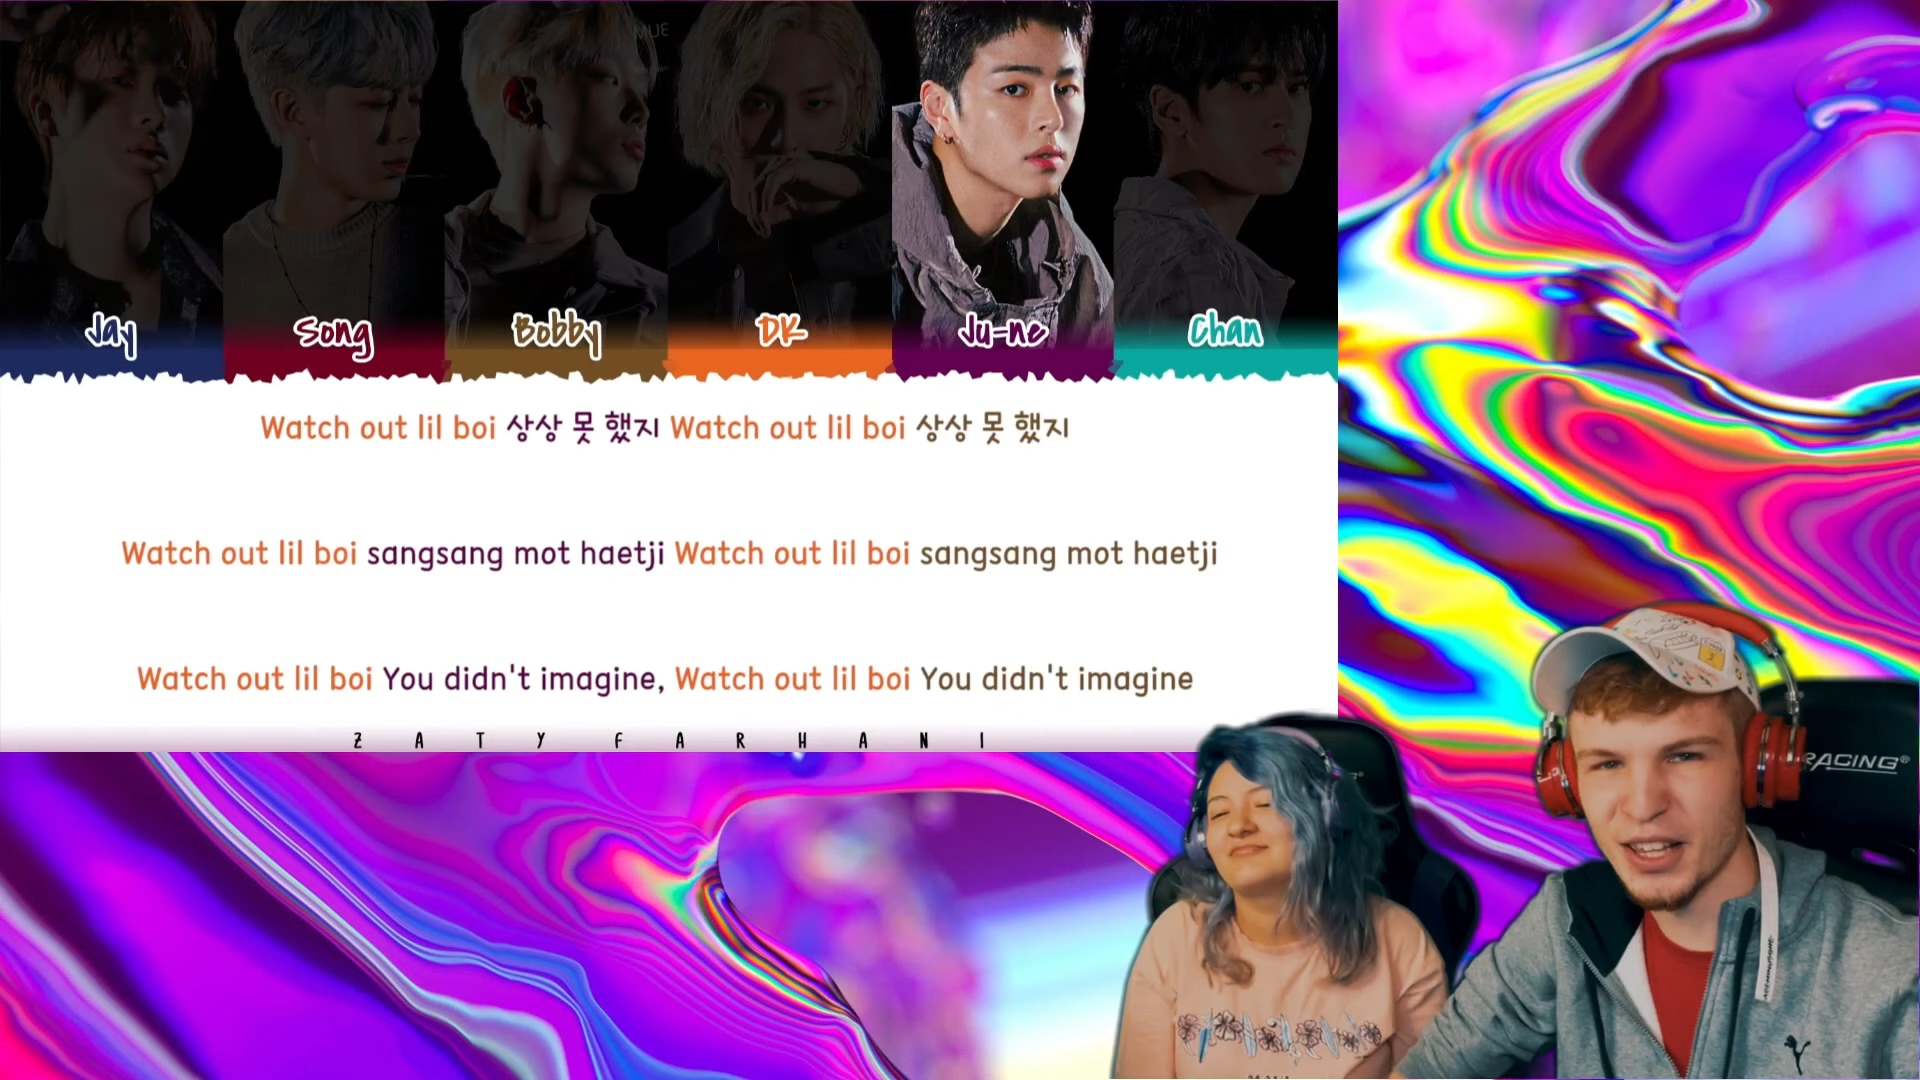 Jay Song Bobby DK Ju-ne Chan
Watch out lil boi 상상 못 했지 Watch out lil boi 상상 못 했지
Watch out lil boi sangsang mot haetji Watch out lil boi sangsang mot haetji
Watch out lil boi You didn't imagine, Watch out lil boi You didn't imagine
ZATYFARHANI
RACING®